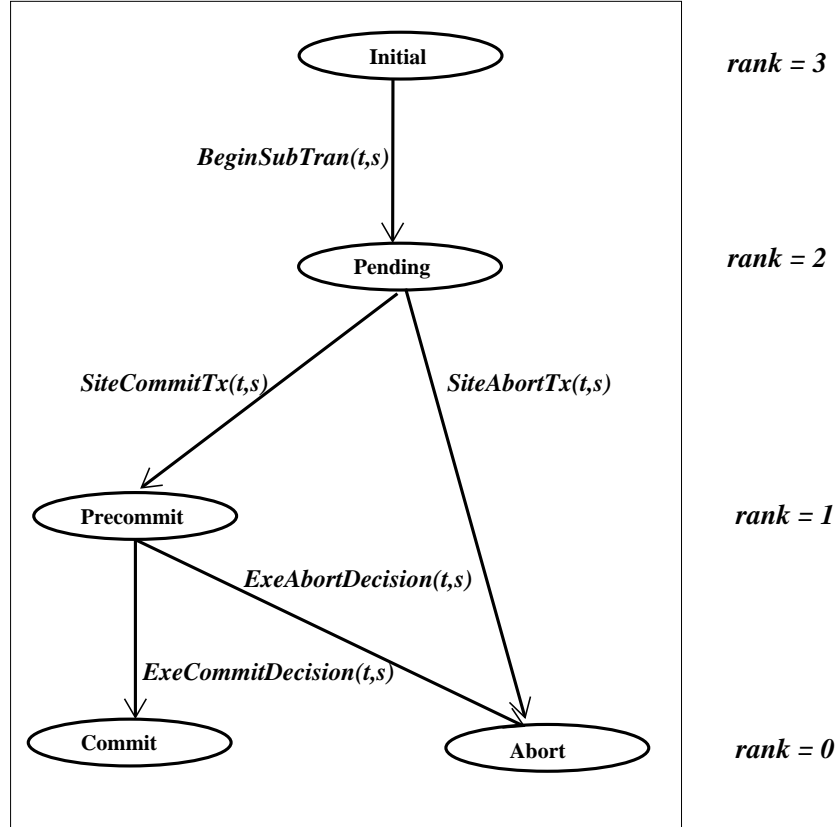 Initial
rank = 3
BeginSubTran(t,s)
Pending
rank = 2
SiteCommitTx(t,s)
SiteAbortTx(t,s)
Precommit
rank = 1
ExeAbortDecision(t,s)
ExeCommitDecision(t,s)
Commit
Abort
rank = 0